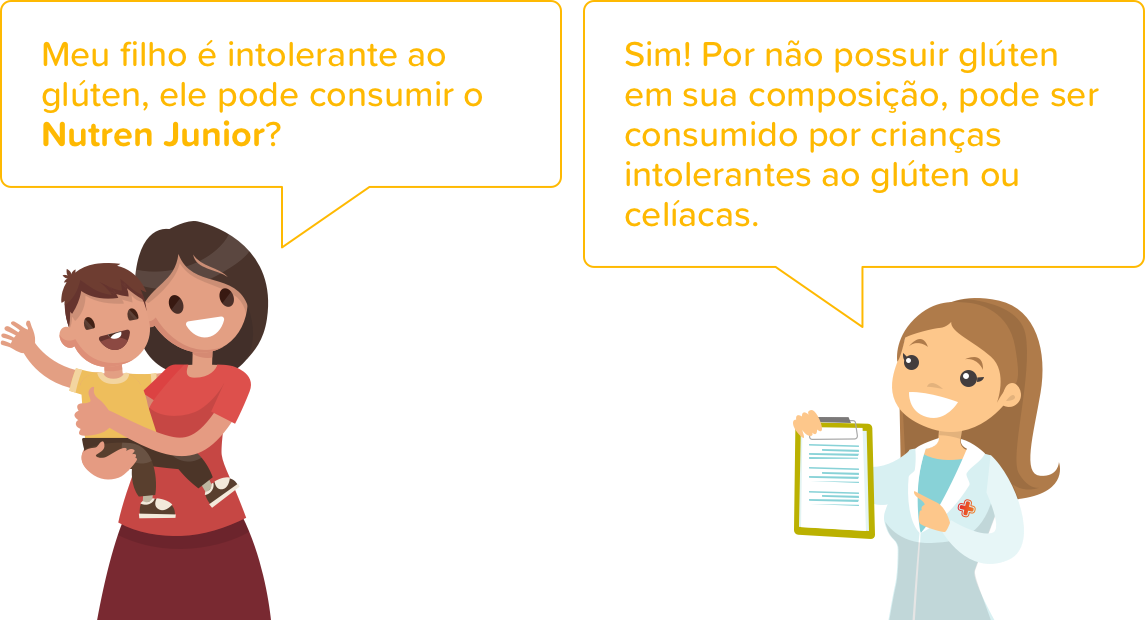 Meu filho é intolerante ao
glúten, ele pode consumir o
Nutren Junior?
Sim! Por não possuir glúten
em sua composição, pode ser
consumido por crianças
intolerantes ao glúten ou
celíacas.